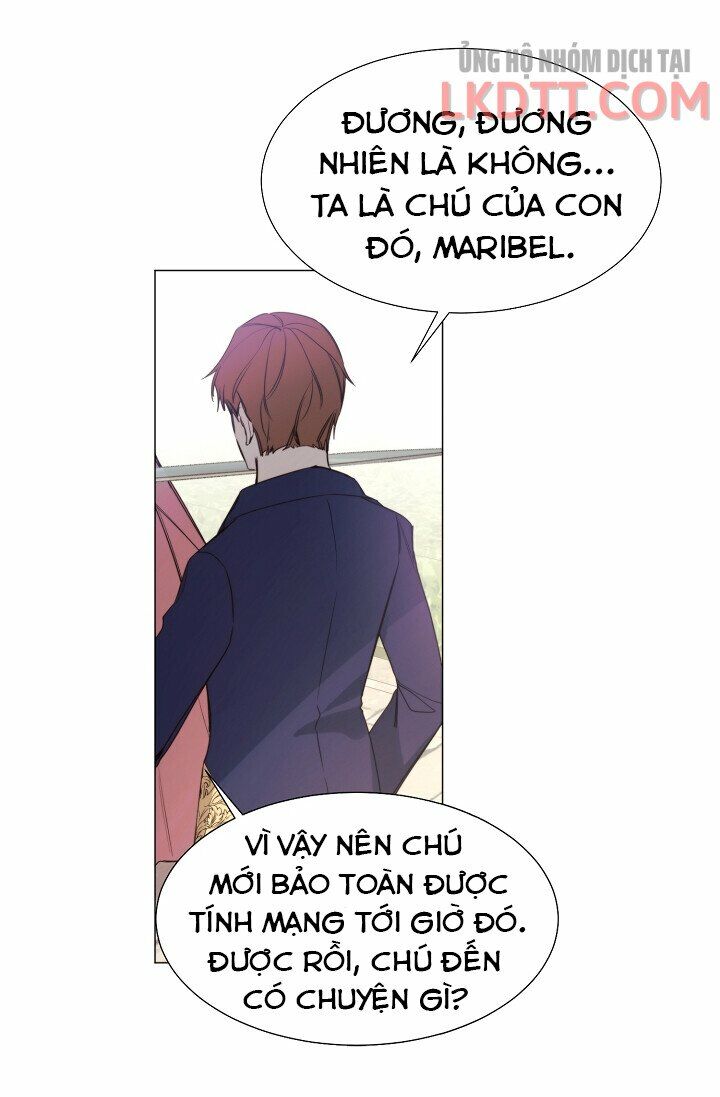 ỦNG HỘ NHÓM DỊCH TẠI
LKDTT.COM
ĐƯƠNG, ĐƯƠNG
NHIÊN LÀ KHÔNG...
TA LÀ CHÚ CỦA CON
ĐÓ, MARIBEL.
VÌ VẬY NÊN CHÚ
MỚI BẢO TOÀN ĐƯỢC
TÍNH MẠNG TỚI GIỜ ĐÓ.
ĐƯỢC RỒI, CHÚ ĐẾN
CÓ CHUYỆN GÌ?